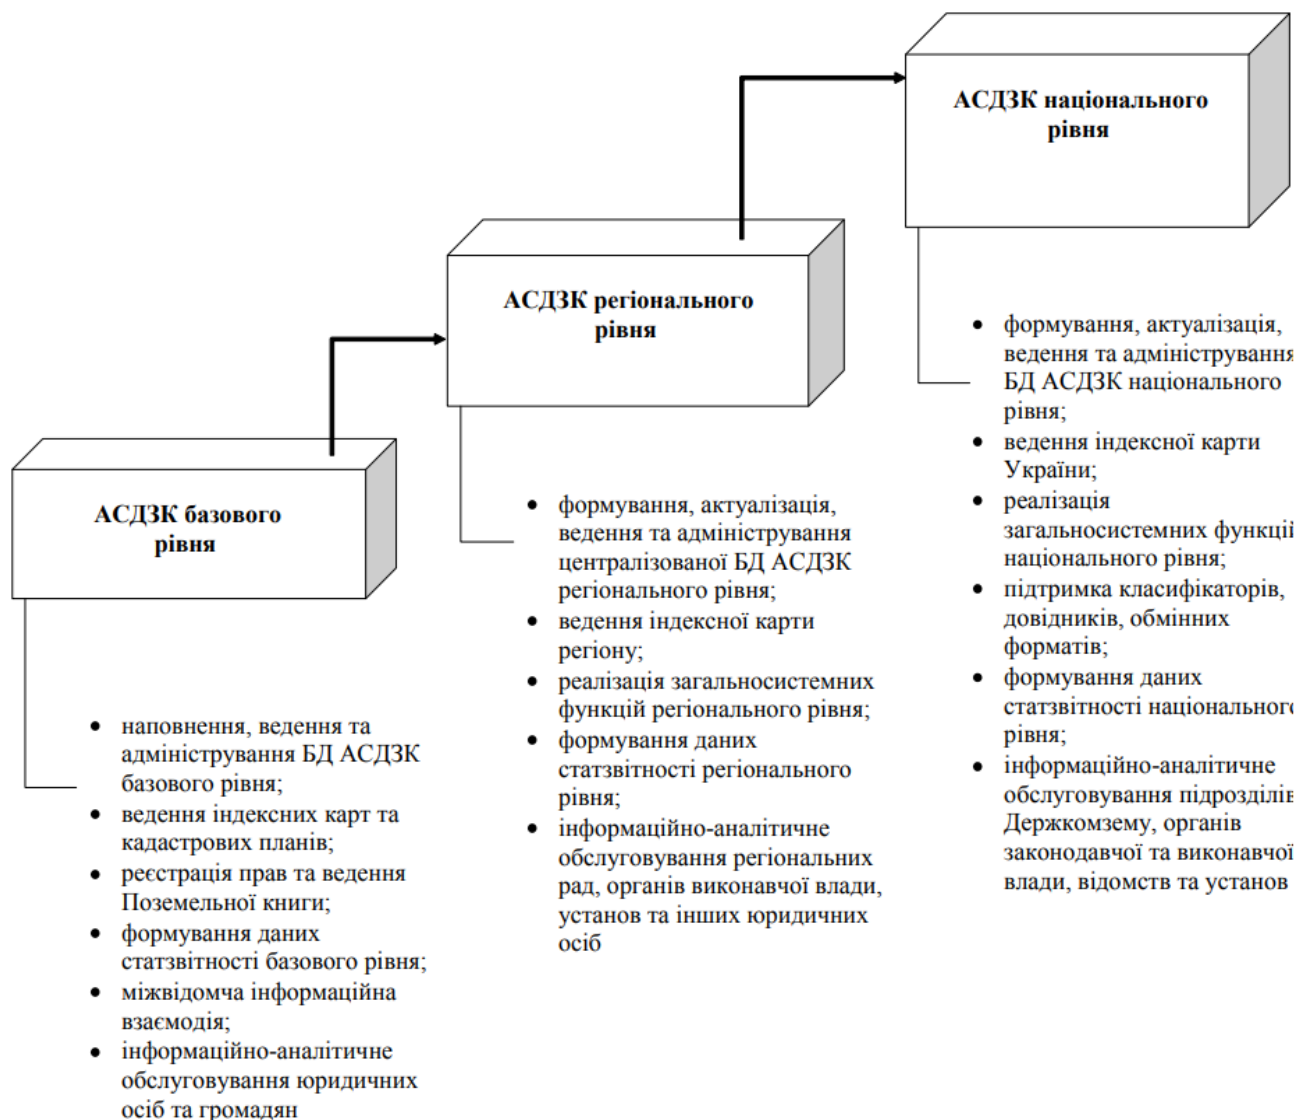 АСДЗК національного
рівня
АСДЗК регіонального
рівня
АСДЗК базового
рівня
• наповнення, ведення та
адміністрування БД АСДЗК
базового рівня;
• ведення індексних карт та
кадастрових планів;
• реєстрація прав та ведення
Поземельної книги;
• формування даних
статзвітності базового рівня;
• міжвідомча інформаційна
взаємодія;
• інформаційно-аналітичне
обслуговування юридичних
осіб та громадян
• формування, актуалізація,
ведення та адміністрування
централізованої БД АСДЗК
регіонального рівня;
• ведення індексної карти
регіону;
• реалізація загальносистемних
функцій регіонального рівня;
• формування даних
статзвітності регіонального
рівня;
• інформаційно-аналітичне
обслуговування регіональних
рад, органів виконавчої влади,
установ та інших юридичних
осіб
• формування, актуалізація,
ведення та адміністрування
БД АСДЗК національного
рівня;
• ведення індексної карти
України;
• реалізація
загальносистемних функцій
національного рівня;
• підтримка класифікаторів,
довідників, обмінних
форматів;
• формування даних
статзвітності національного
рівня;
• інформаційно-аналітичне
обслуговування підрозділів
Держкомзему, органів
законодавчої та виконавчої
влади, відомств та установ